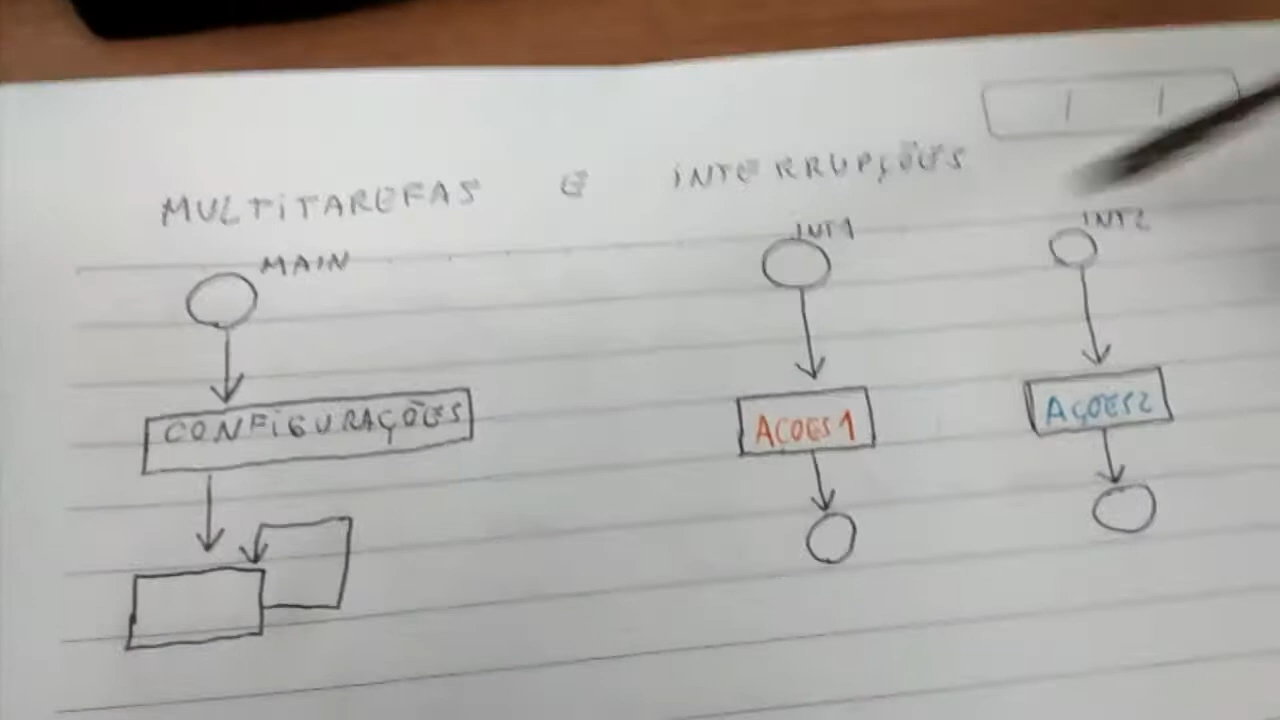 MULTITAREFAS E INTERRUPÇÕES
MAIN
CONFIGURAÇÕES
INT1
AÇOES1
INT2
AÇOES2